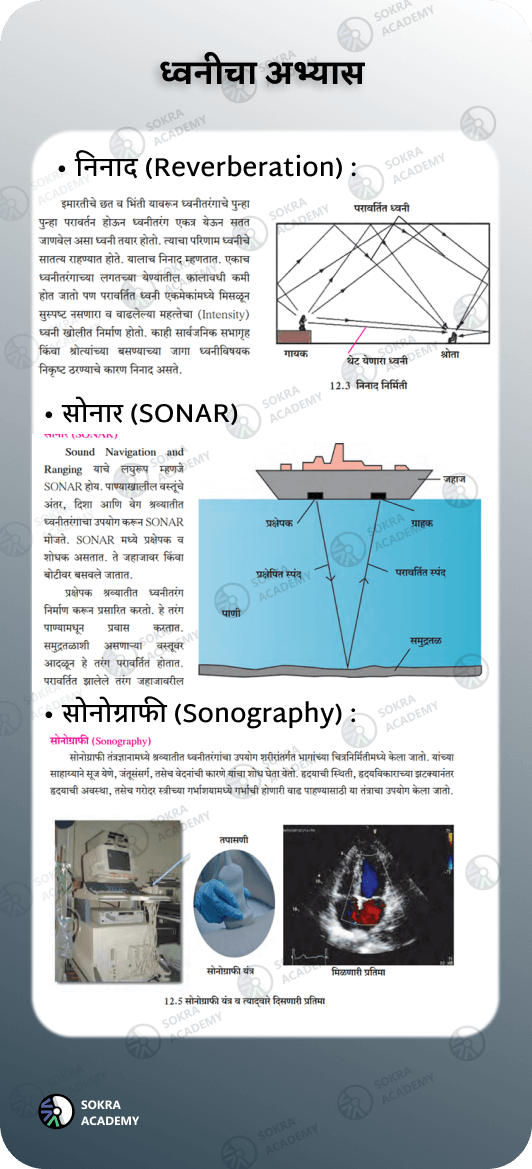 ध्वनीचा अभ्यास
• निनाद (Reverberation) :
इमारतीचे छत व भिंती यावरून ध्वनीतरंगाचे पुन्हा
पुन्हा परावर्तन होऊन ध्वनीतरंग एकत्र येऊन सतत
जाणवेल असा ध्वनी तयार होतो. त्याचा परिणाम ध्वनीचे
सातत्य राहण्यात होते. यालाच निनाद म्हणतात. एकाच
ध्वनीतरंगाच्या लगतच्या येण्यातील कालावधी कमी
होत जातो पण परावर्तित ध्वनी एकमेकांमध्ये मिसळून
सुस्पष्ट नसणारा व वाढलेल्या महत्तेचा (Intensity)
ध्वनी खोलीत निर्माण होतो. काही सार्वजनिक सभागृह
किंवा श्रोत्यांच्या बसण्याच्या जागा ध्वनीविषयक
निकृष्ट ठरण्याचे कारण निनाद असते.
परावर्तित ध्वनी
गायक
थेट येणारा ध्वनी
श्रोता
12.3 निनाद निर्मिती
• सोनार (SONAR)
सोनार (SONAR)
Sound Navigation and
Ranging याचे लघुरूप म्हणजे
SONAR होय. पाण्याखालील वस्तूंचे
अंतर, दिशा आणि वेग श्रव्यातीत
ध्वनीतरंगाचा उपयोग करून SONAR
मोजते. SONAR मध्ये प्रक्षेपक व
शोधक असतात. ते जहाजावर किंवा
बोटीवर बसवले जातात.
प्रक्षेपक श्रव्यातीत ध्वनीतरंग
निर्माण करून प्रसारित करतो. हे तरंग
पाण्यामधून प्रवास करतात.
समुद्रतळाशी असणाऱ्या वस्तूवर
आदळून हे तरंग परावर्तित होतात.
परावर्तित झालेले तरंग जहाजावरील
जहाज
प्रक्षेपक
ग्राहक
प्रक्षेपित स्पंद
परावर्तित स्पंद
पाणी
समुद्रतळ
• सोनोग्राफी (Sonography) :
सोनोग्राफी (Sonography)
सोनोग्राफी तंत्रज्ञानामध्ये श्रव्यातीत ध्वनीतरंगांचा उपयोग शरीरांतर्गत भागांच्या चित्रनिर्मितीमध्ये केला जातो. यांच्या
साहाय्याने सूज येणे, जंतूसंसर्ग, तसेच वेदनांची कारणे यांचा शोध घेता येतो. हृदयाची स्थिती, हृदयविकाराच्या झटक्यानंतर
हृदयाची अवस्था, तसेच गरोदर स्त्रीच्या गर्भाशयामध्ये गर्भाची होणारी वाढ पाहण्यासाठी या तंत्राचा उपयोग केला जातो.
तपासणी
सोनोग्राफी यंत्र
मिळणारी प्रतिमा
12.5 सोनोग्राफी यंत्र व त्याद्वारे दिसणारी प्रतिमा
SOKRA
ACADEMY